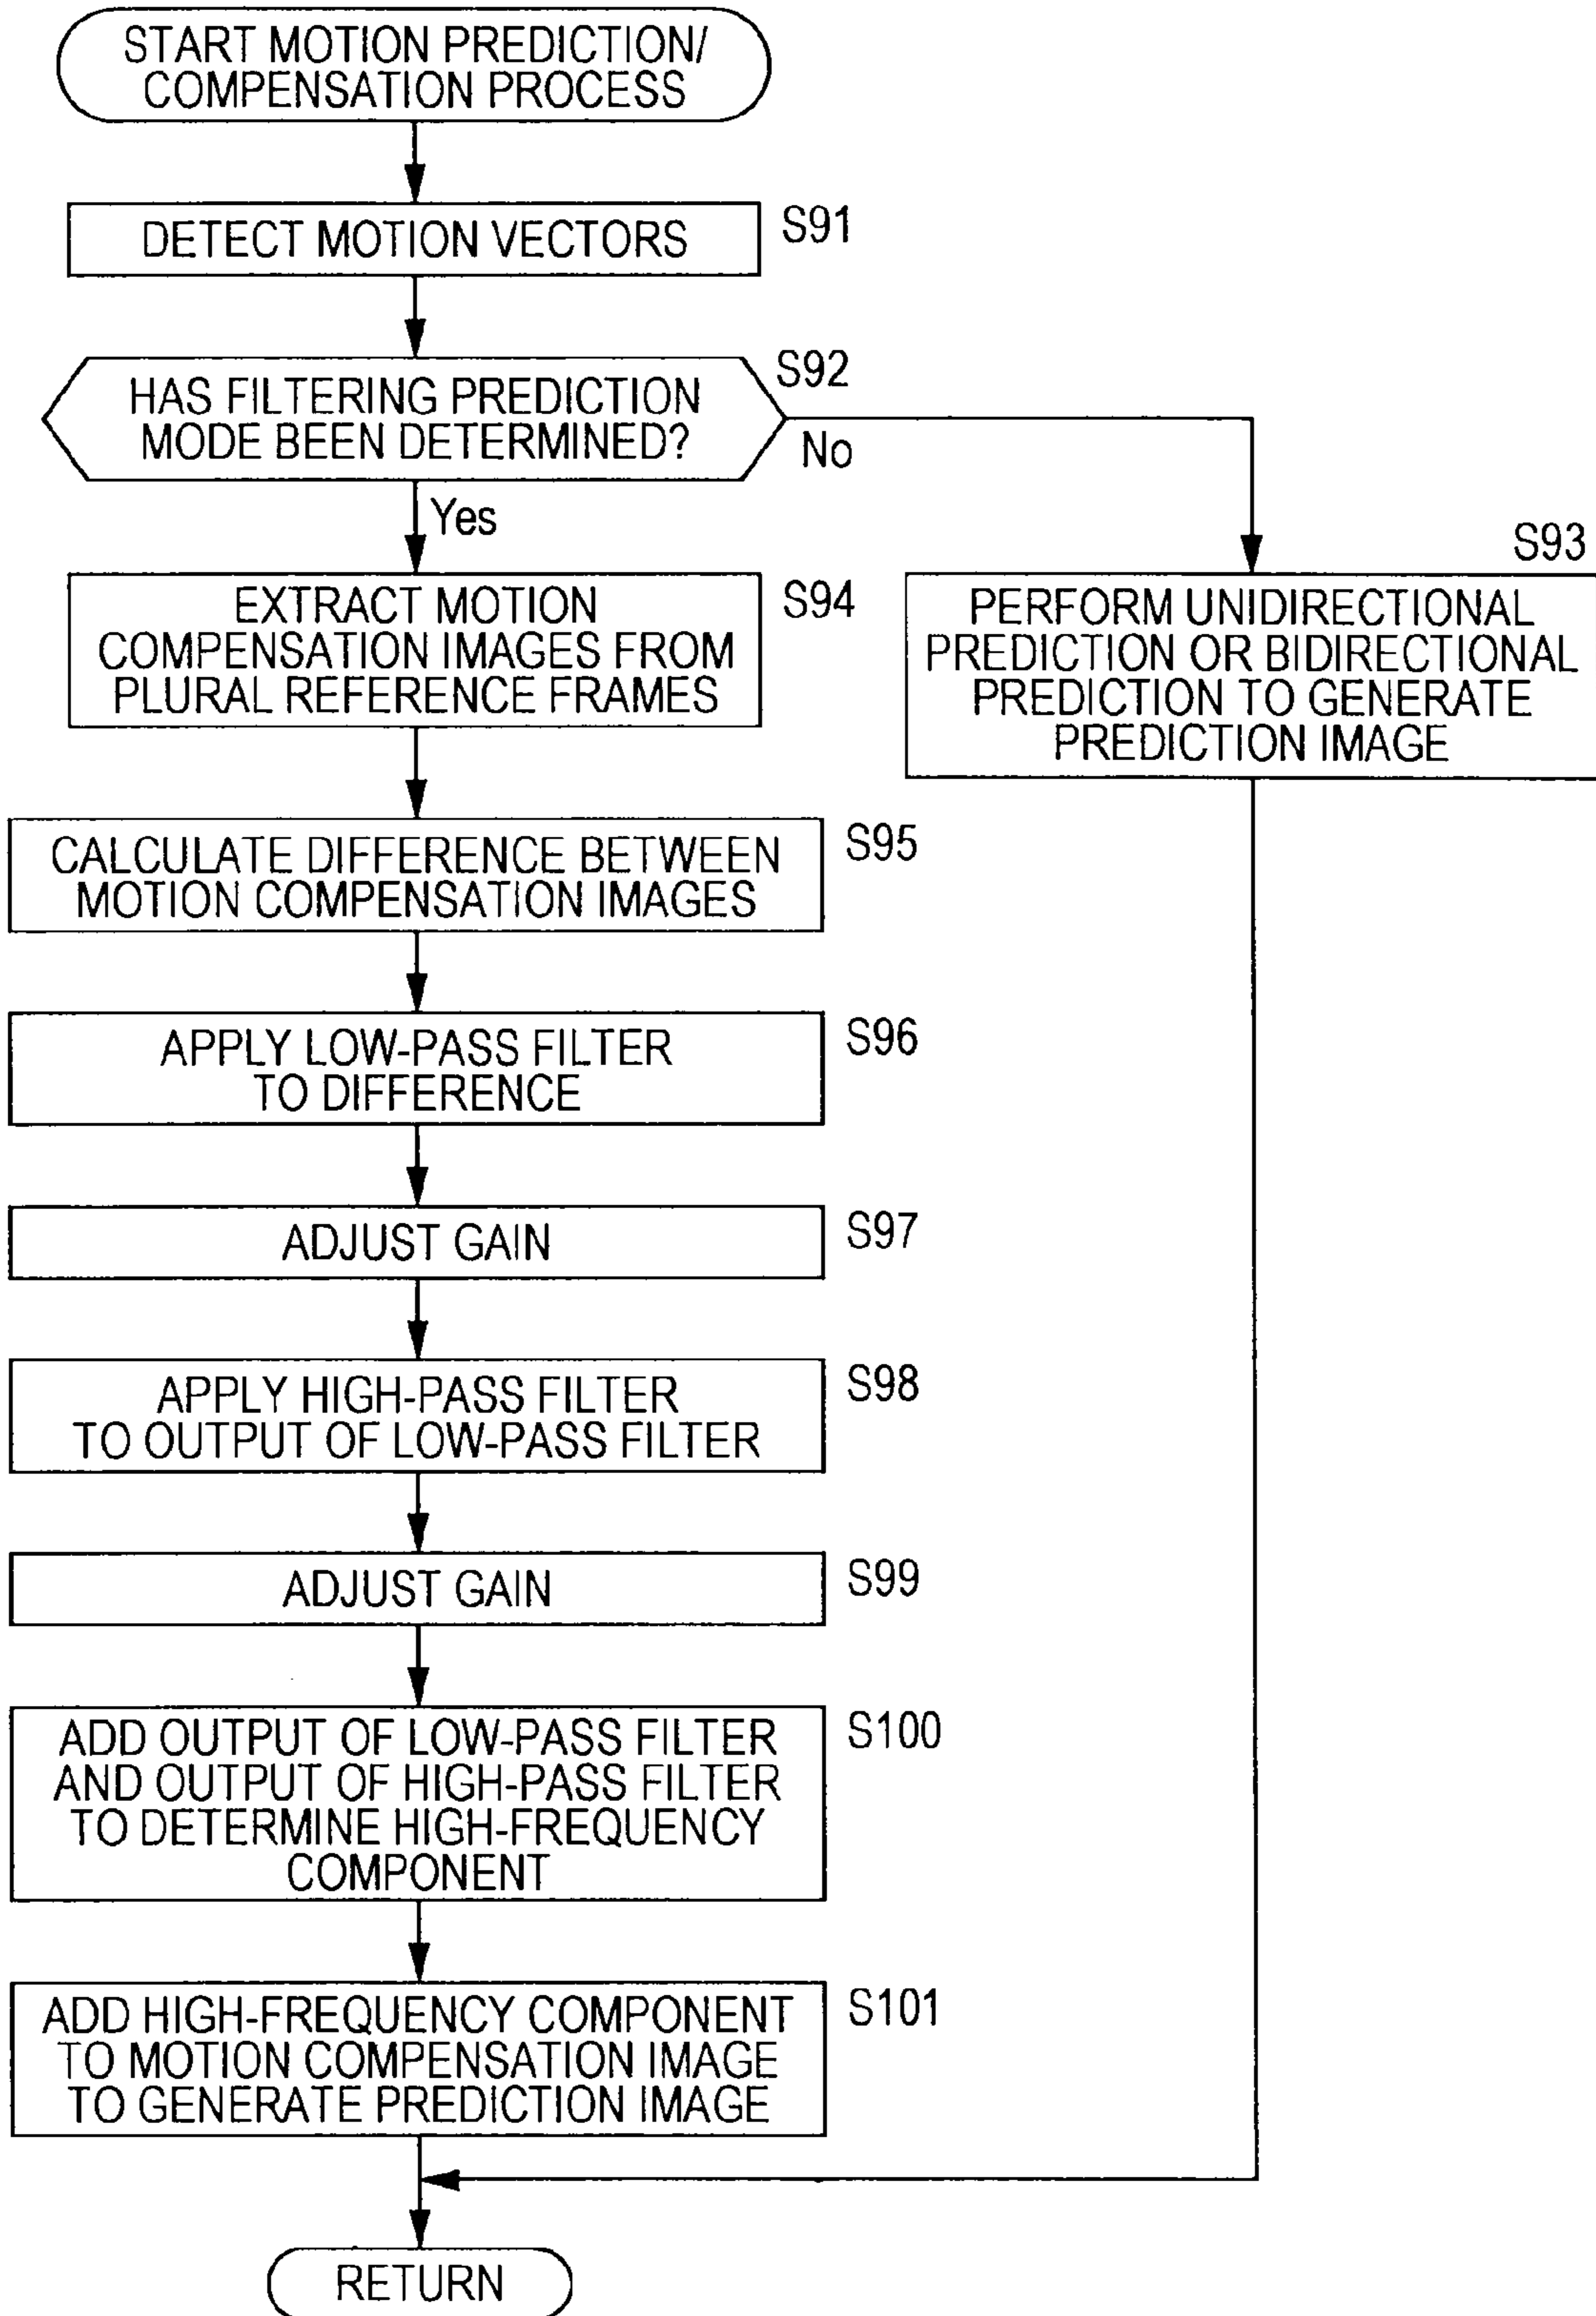 START MOTION PREDICTION/
COMPENSATION PROCESS
DETECT MOTION VECTORS
S91
HAS FILTERING PREDICTION
MODE BEEN DETERMINED?
S92
No
Yes
S93
PERFORM UNIDIRECTIONAL
PREDICTION OR BIDIRECTIONAL
PREDICTION TO GENERATE
PREDICTION IMAGE
EXTRACT MOTION
COMPENSATION IMAGES FROM
PLURAL REFERENCE FRAMES
S94
CALCULATE DIFFERENCE BETWEEN
MOTION COMPENSATION IMAGES
S95
APPLY LOW-PASS FILTER
TO DIFFERENCE
S96
ADJUST GAIN
S97
APPLY HIGH-PASS FILTER
TO OUTPUT OF LOW-PASS FILTER
S98
ADJUST GAIN
S99
ADD OUTPUT OF LOW-PASS FILTER
AND OUTPUT OF HIGH-PASS FILTER
TO DETERMINE HIGH-FREQUENCY
COMPONENT
S100
ADD HIGH-FREQUENCY COMPONENT
TO MOTION COMPENSATION IMAGE
TO GENERATE PREDICTION IMAGE
S101
RETURN